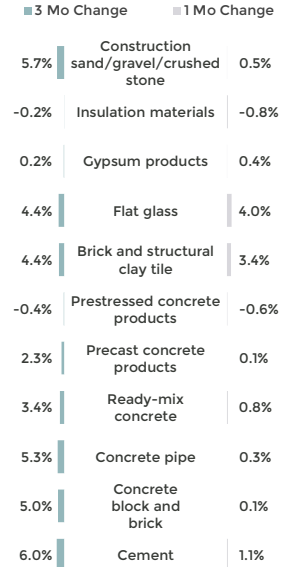 3 Mo Change 1 Mo Change
Construction
5.7% sand/gravel/crushed 0.5%
stone
-0.2% Insulation materials -0.8%
0.2% Gypsum products 0.4%
4.4% Flat glass 4.0%
Brick and structural
4.4% clay tile 3.4%
-0.4% Prestressed concrete -0.6%
products
2.3% Precast concrete 0.1%
products
3.4% Ready-mix 0.8%
concrete
5.3% Concrete pipe 0.3%
Concrete
5.0% block and 0.1%
brick
6.0% Cement 1.1%